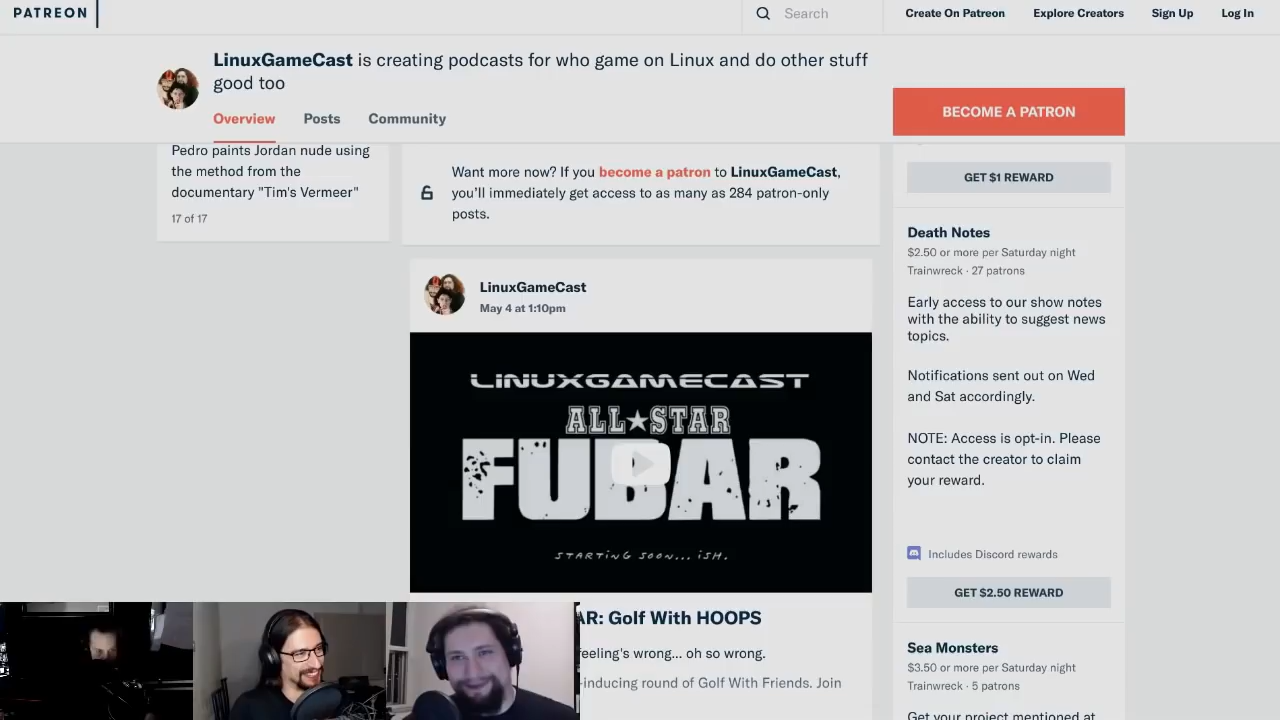 PATREON
Search
Create On Patreon
Explore Creators
Sign Up
Log In
LinuxGameCast is creating podcasts for who game on Linux and do other stuff
good too
Overview
Posts
Community
BECOME A PATRON
Pedro paints Jordan nude using
the method from the
documentary "Tim's Vermeer"
17 of 17
Want more now? If you become a patron to LinuxGameCast,
you'll immediately get access to as many as 284 patron-only
posts.
LinuxGameCast
May 4 at 1:10pm
LINUXGAMECAST
ALL★STAR
FUBAR
STARTING SOON... ISH.
AR: Golf With HOOPS
feeling's wrong... oh so wrong.
-inducing round of Golf With Friends. Join
GET $1 REWARD
Death Notes
$2.50 or more per Saturday night
Trainwreck · 27 patrons
Early access to our show notes
with the ability to suggest news
topics.
Notifications sent out on Wed
and Sat accordingly.
NOTE: Access is opt-in. Please
contact the creator to claim
your reward.
Includes Discord rewards
GET $2.50 REWARD
Sea Monsters
$3.50 or more per Saturday night
Trainwreck · 5 patrons
Get your project mentioned at